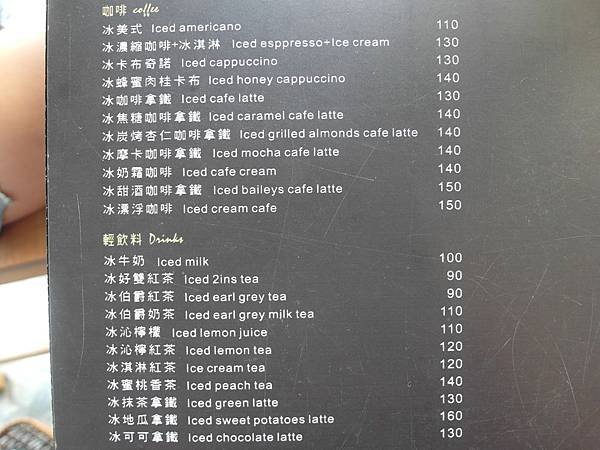 咖啡 coffee
冰美式 Iced americano 110
冰濃縮咖啡+冰淇淋 Iced esppresso+Ice cream 130
冰卡布奇諾 Iced cappuccino 130
冰蜂蜜肉桂卡布 Iced honey cappuccino 140
冰咖啡拿鐵 Iced cafe latte 130
冰焦糖咖啡拿鐵 Iced caramel cafe latte 140
冰炭烤杏仁咖啡拿鐵 Iced grilled almonds cafe latte 140
冰摩卡咖啡拿鐵 Iced mocha cafe latte 140
冰奶霜咖啡 Iced cafe cream 140
冰甜酒咖啡拿鐵 Iced baileys cafe latte 150
冰漂浮咖啡 Iced cream cafe 150
輕飲料 Drinks
冰牛奶 Iced milk 100
冰好雙紅茶 Iced 2ins tea 90
冰伯爵紅茶 Iced earl grey tea 90
冰伯爵奶茶 Iced earl grey milk tea 110
冰沁檸檬 Iced lemon juice 110
冰沁檸紅茶 Iced lemon tea 120
冰淇淋紅茶 Ice cream tea 120
冰蜜桃香茶 Iced peach tea 140
冰抹茶拿鐵 Iced green latte 130
冰地瓜拿鐵 Iced sweet potatoes latte 160
冰可可拿鐵 Iced chocolate latte 130